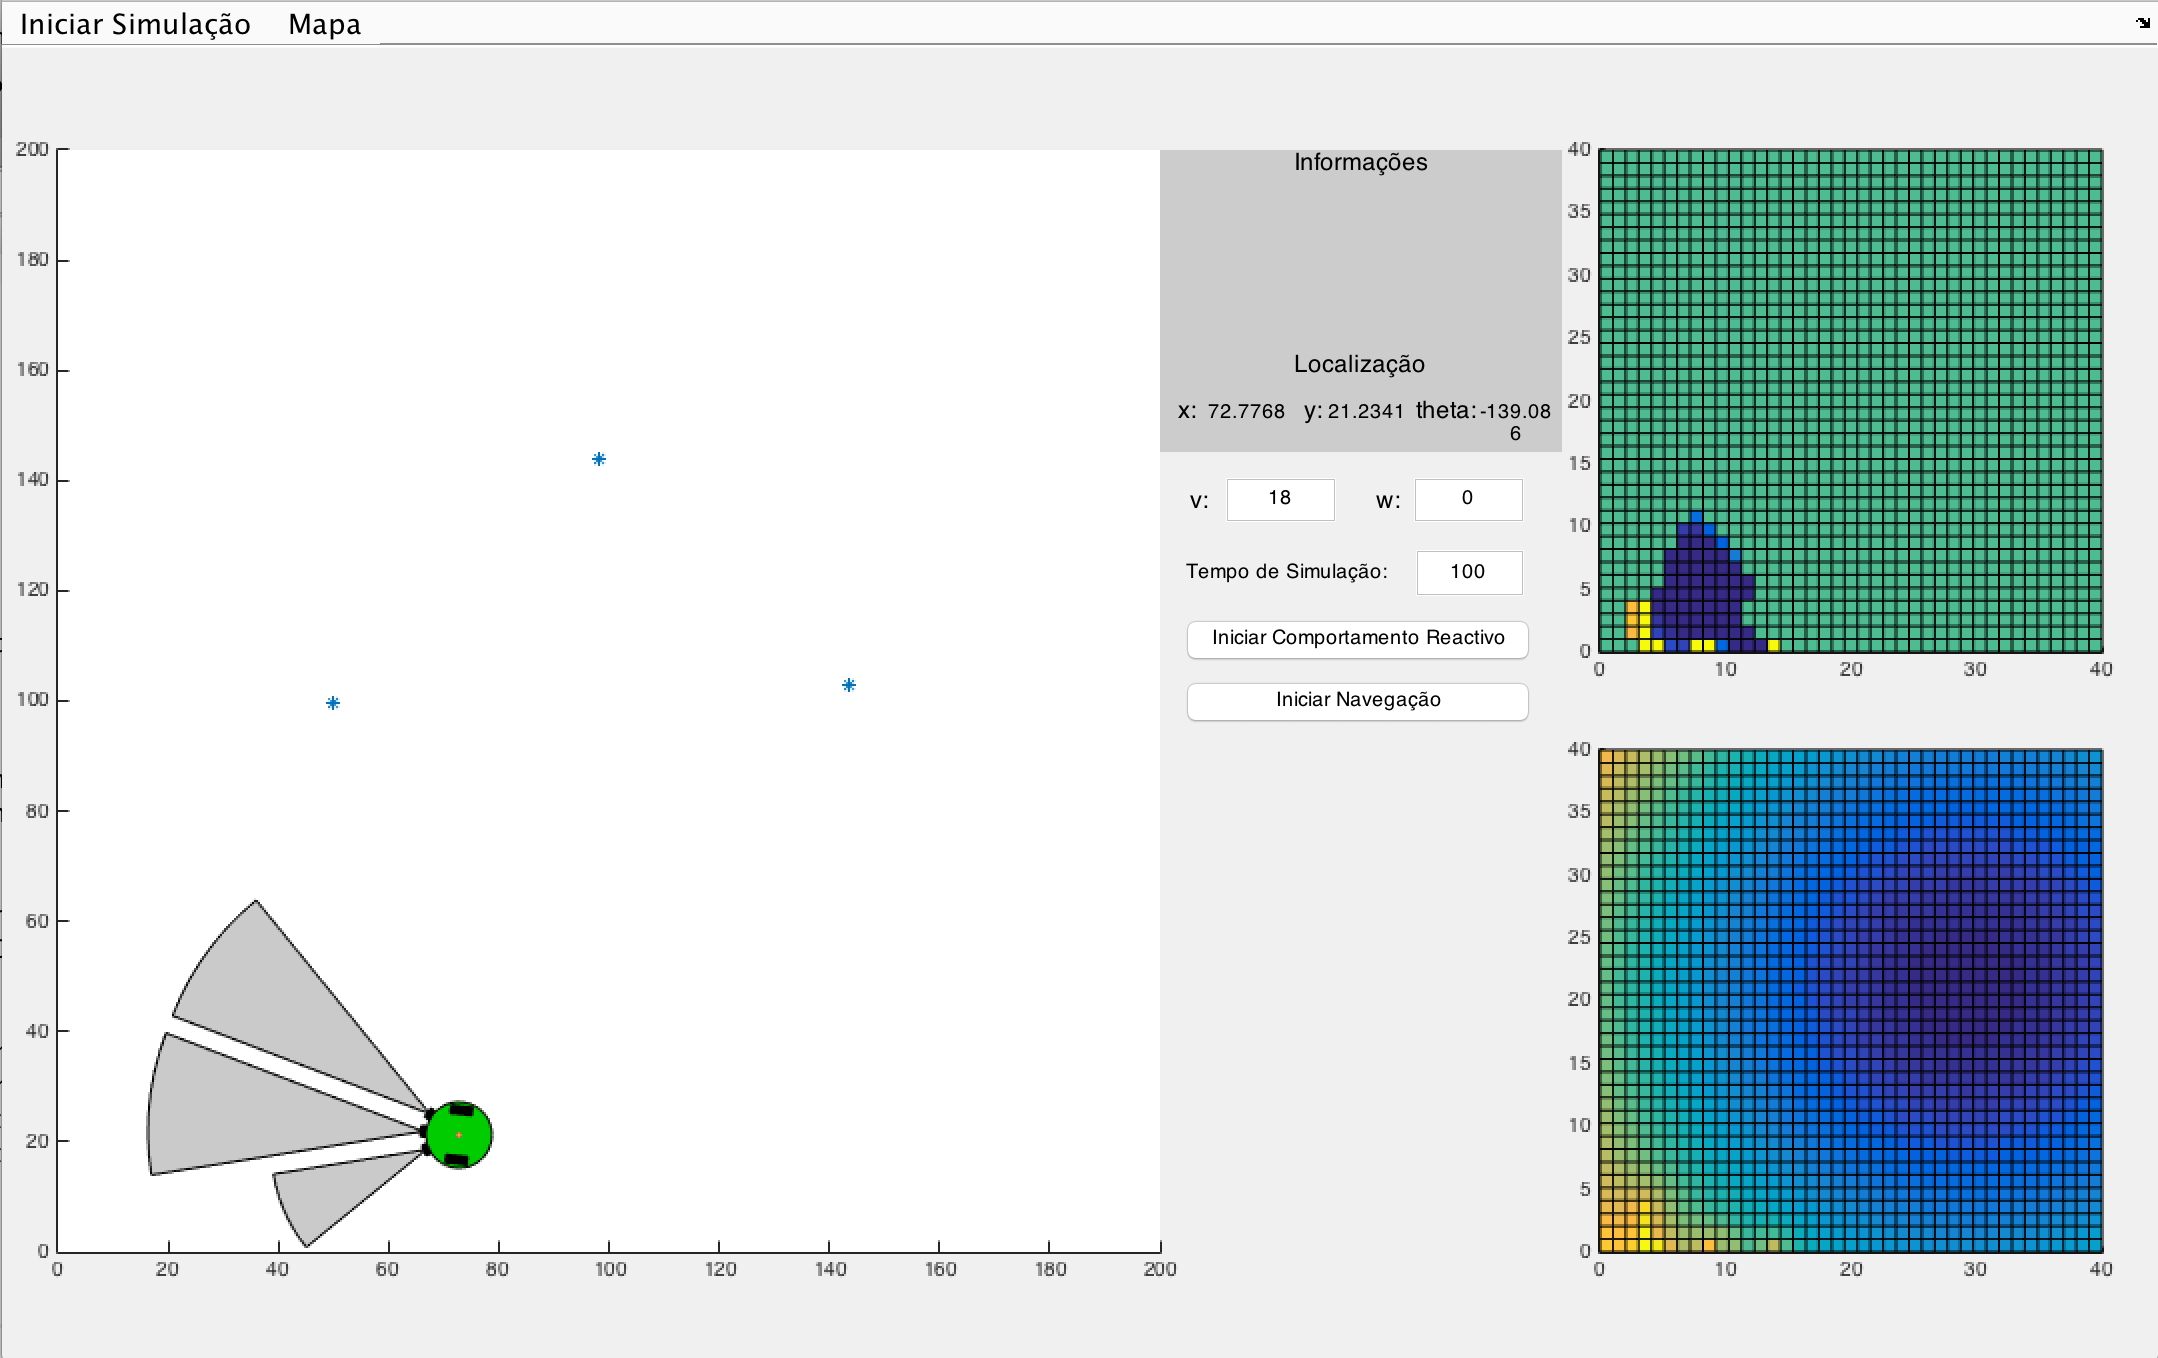 Iniciar Simulação Mapa
200
180
160
140
120
100
80
60
40
20
0
0 20 40 60 80 100 120 140 160 180 200
Informações
Localização
x: 72.7768 y: 21.2341 theta: -139.08
6
v: 18 w: 0
Tempo de Simulação: 100
Iniciar Comportamento Reactivo
Iniciar Navegação
40
35
30
25
20
15
10
5
0
0 10 20 30 40
40
35
30
25
20
15
10
5
0
0 10 20 30 40